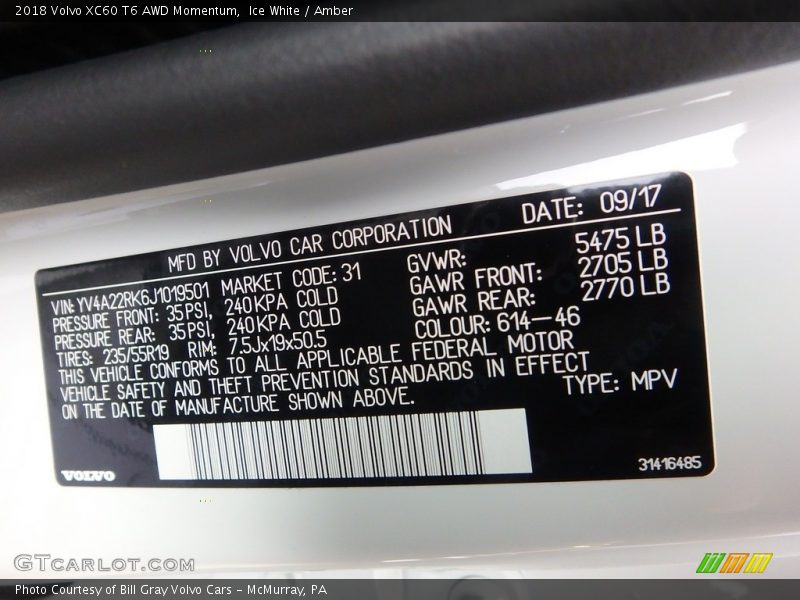 2018 Volvo XC60 T6 AWD Momentum, Ice White / Amber
MFD BY VOLVO CAR CORPORATION DATE: 09/17
VIN: YV4A22RK6J1019501 MARKET CODE: 31 GVWR: 5475 LB
PRESSURE FRONT: 35PSI, 240KPA COLD GAWR FRONT: 2705 LB
PRESSURE REAR: 35PSI, 240KPA COLD GAWR REAR: 2770 LB
TIRES: 235/55R19 RIM: 7.5Jx19x50.5 COLOUR: 614-46
THIS VEHICLE CONFORMS TO ALL APPLICABLE FEDERAL MOTOR
VEHICLE SAFETY AND THEFT PREVENTION STANDARDS IN EFFECT
ON THE DATE OF MANUFACTURE SHOWN ABOVE. TYPE: MPV
VOLVO 31416485
GTCARLOT.COM
Photo Courtesy of Bill Gray Volvo Cars - McMurray, PA